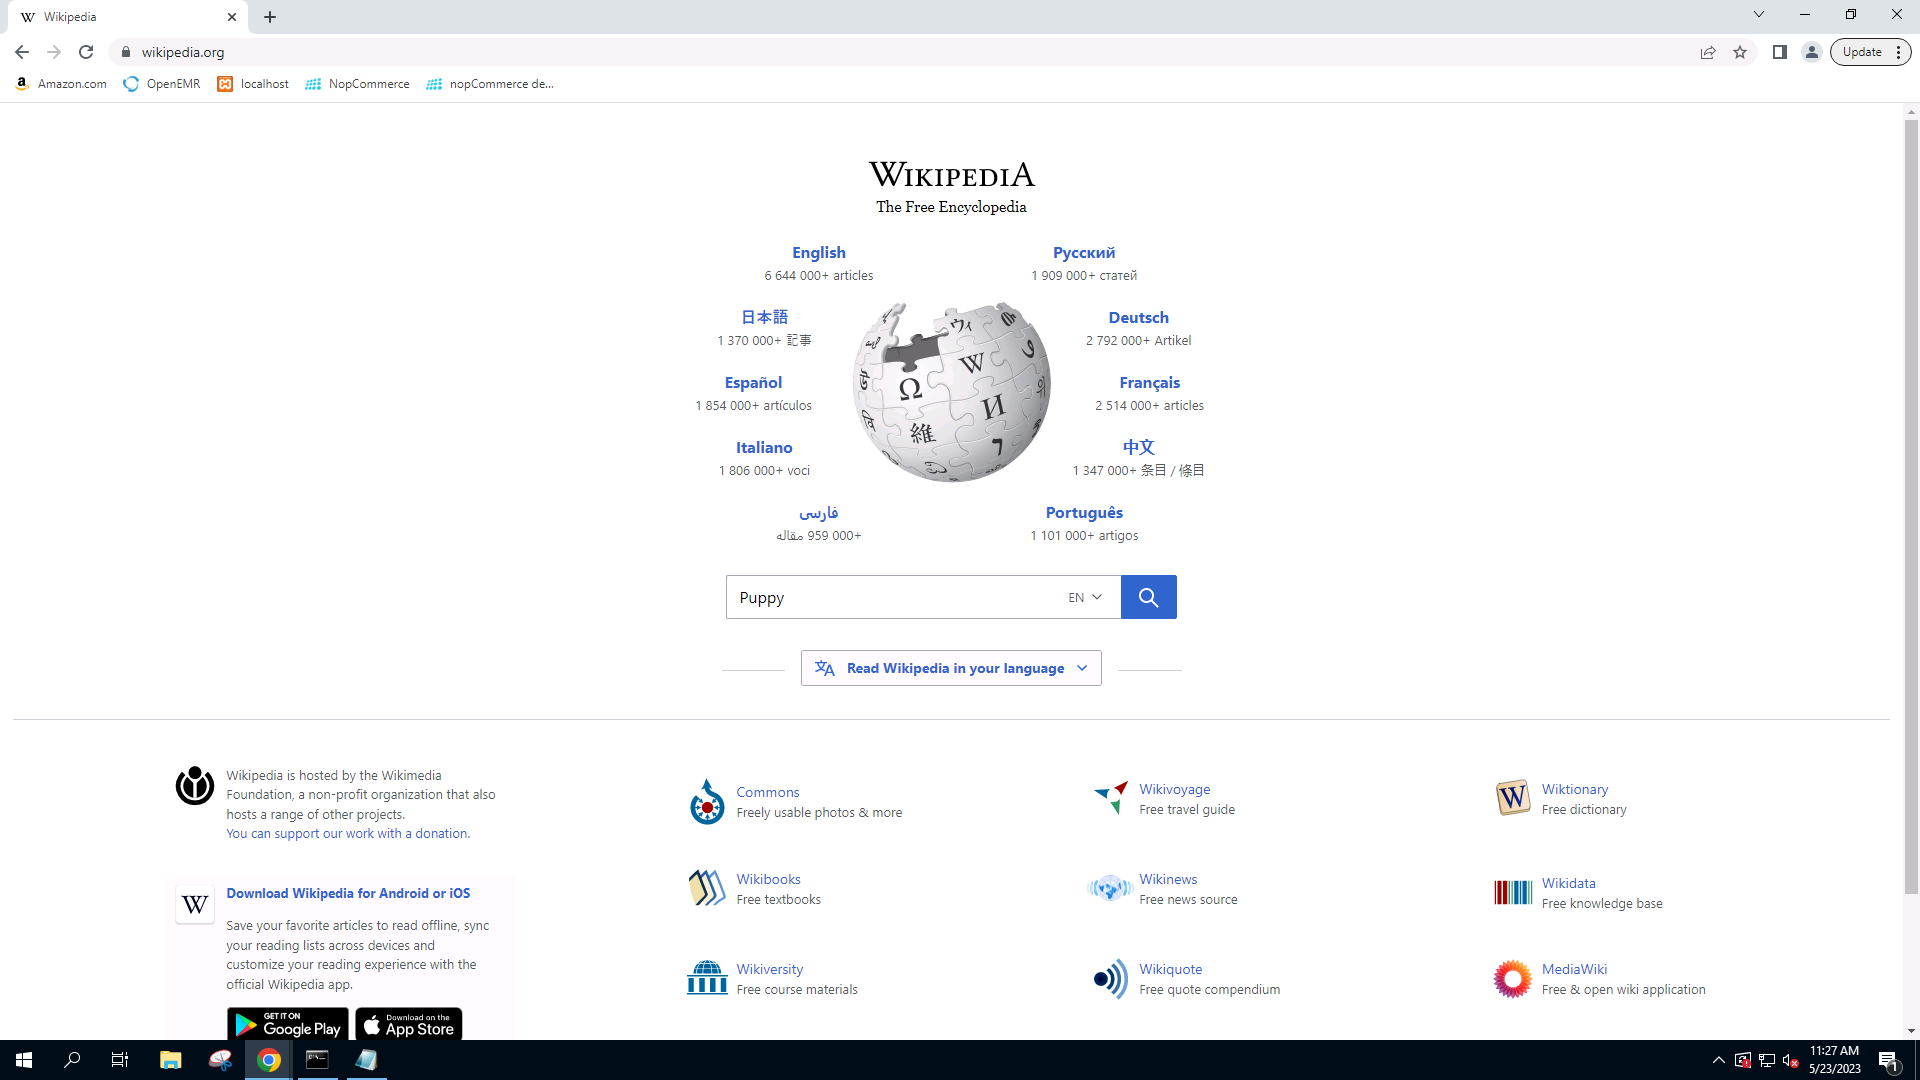 Wikipedia
wikipedia.org
Update
Amazon.com
OpenEMR
localhost
NopCommerce
nopCommerce de...
WIKIPEDIA
The Free Encyclopedia
English
6 644 000+ articles
Русский
1 909 000+ статей
日本語
1 370 000+ 記事
Deutsch
2 792 000+ Artikel
Español
1 854 000+ artículos
Français
2 514 000+ articles
Italiano
1 806 000+ voci
中文
1 347 000+ 条目 / 條目
فارسی
۹۵۹ ۰۰۰+ مقاله
Português
1 101 000+ artigos
Puppy
EN
Read Wikipedia in your language
Wikipedia is hosted by the Wikimedia
Foundation, a non-profit organization that also
hosts a range of other projects.
You can support our work with a donation.
Download Wikipedia for Android or iOS
Save your favorite articles to read offline, sync
your reading lists across devices and
customize your reading experience with the
official Wikipedia app.
GET IT ON
Google Play
Download on the
App Store
Commons
Freely usable photos & more
Wikivoyage
Free travel guide
Wiktionary
Free dictionary
Wikibooks
Free textbooks
Wikinews
Free news source
Wikidata
Free knowledge base
Wikiversity
Free course materials
Wikiquote
Free quote compendium
MediaWiki
Free & open wiki application
11:27 AM
5/23/2023
1